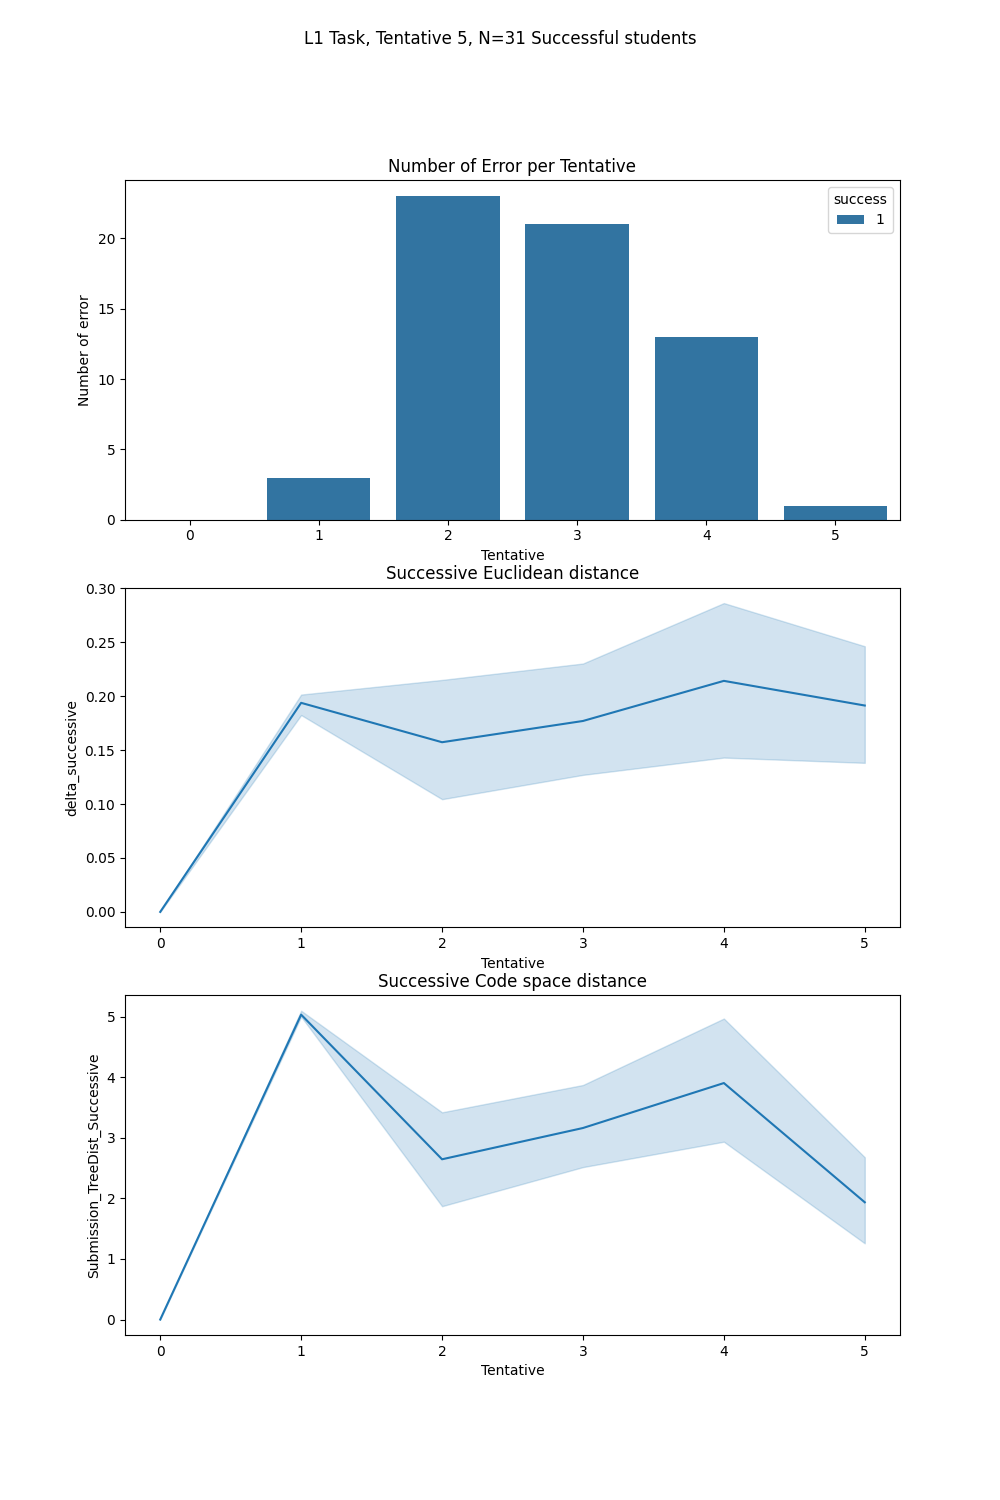 L1 Task, Tentative 5, N=31 Successful students
Number of Error per Tentative
success
1
Number of error
20
15
10
5
0
0 1 2 3 4 5
Tentative
Successive Euclidean distance
delta_successive
0.30
0.25
0.20
0.15
0.10
0.05
0.00
0 1 2 3 4 5
Tentative
Successive Code space distance
Submission_TreeDist_Successive
5
4
3
2
1
0
0 1 2 3 4 5
Tentative